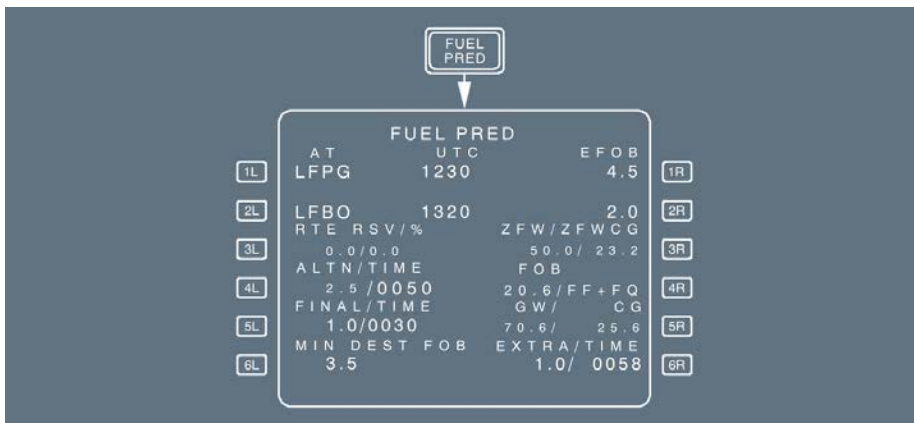 FUEL
PRED
FUEL PRED
AT UTC EFOB
1L LFPG 1230 4.5 1R
2L LFBO 1320 2.0 2R
RTE RSV/% ZFW/ZFWCG
3L 0.0/0.0 50.0/ 23.2 3R
ALTN/TIME FOB
4L 2.5/0050 20.6/FF+FQ 4R
FINAL/TIME GW/ CG
5L 1.0/0030 70.6/ 25.6 5R
MIN DEST FOB EXTRA/TIME
6L 3.5 1.0/ 0058 6R